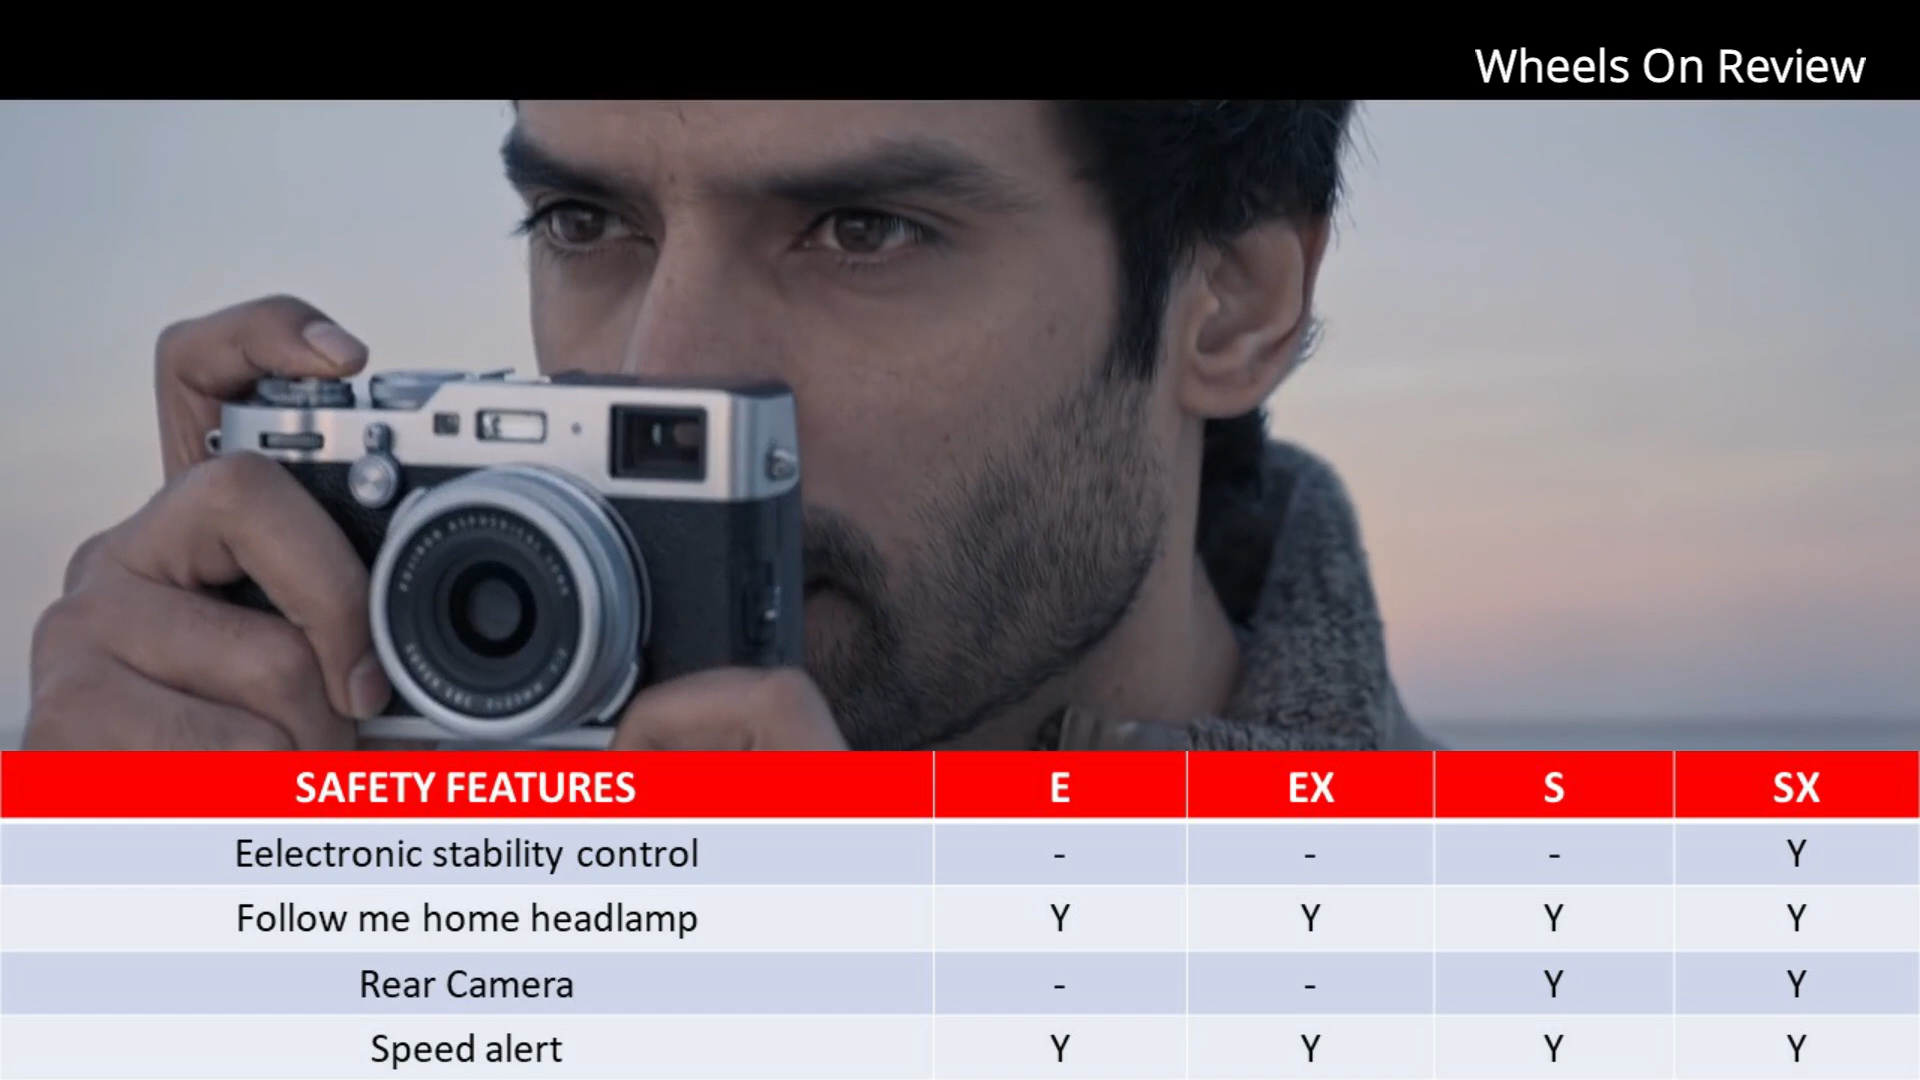 Wheels On Review
SAFETY FEATURES E EX S SX
Eelectronic stability control - - - Y
Follow me home headlamp Y Y Y Y
Rear Camera - - Y Y
Speed alert Y Y Y Y